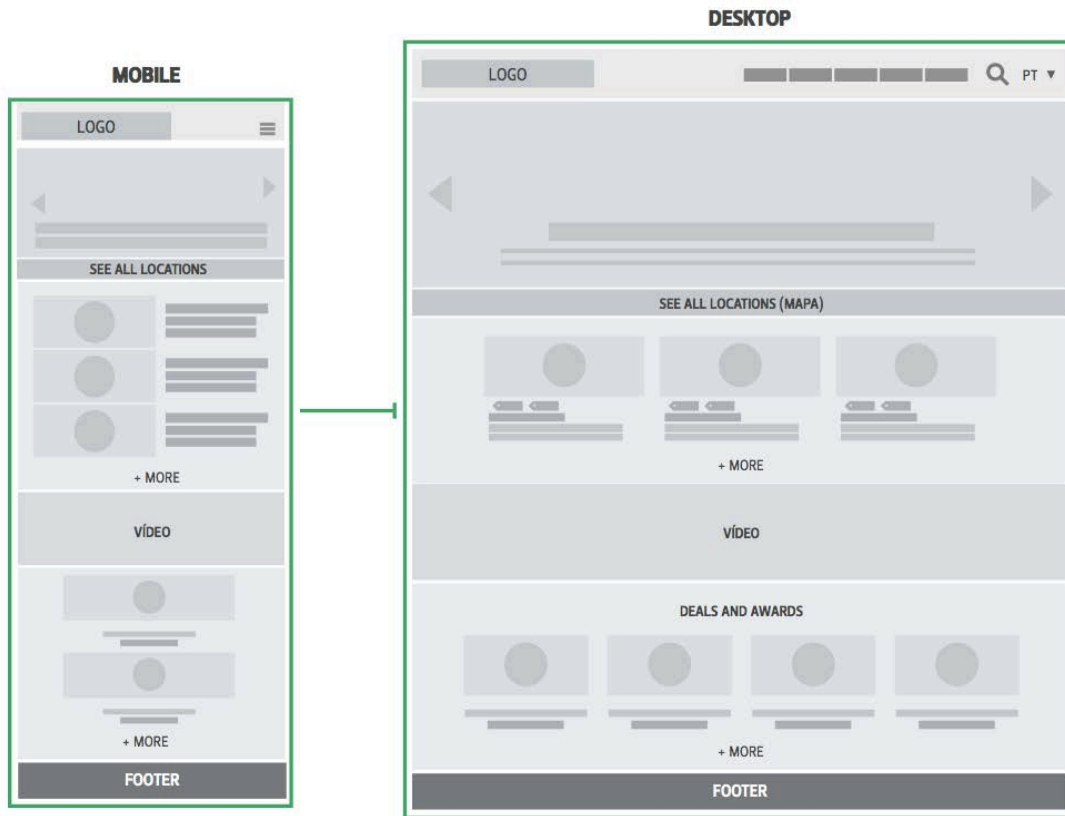 MOBILE
LOGO
SEE ALL LOCATIONS
+ MORE
VÍDEO
+ MORE
FOOTER
DESKTOP
LOGO
PT
SEE ALL LOCATIONS (MAPA)
+ MORE
VÍDEO
DEALS AND AWARDS
+ MORE
FOOTER